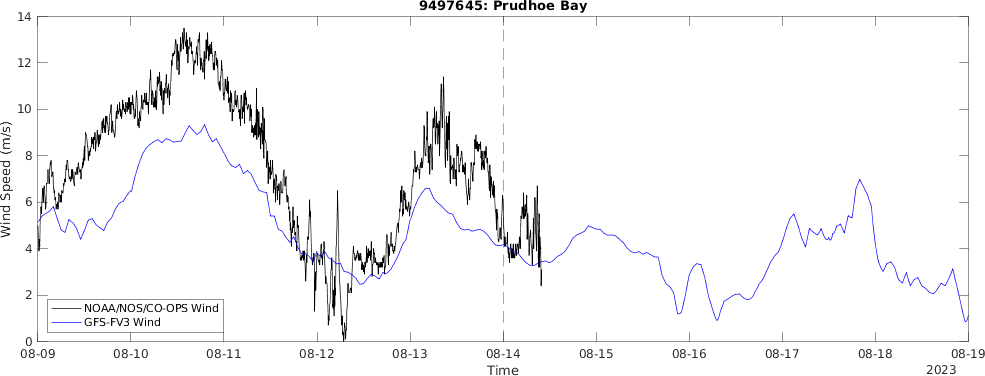 9497645: Prudhoe Bay
Wind Speed (m/s)
14
12
10
8
6
4
2
0
NOAA/NOS/CO-OPS Wind
GFS-FV3 Wind
08-09 08-10 08-11 08-12 08-13 08-14 08-15 08-16 08-17 08-18 08-19
Time
2023